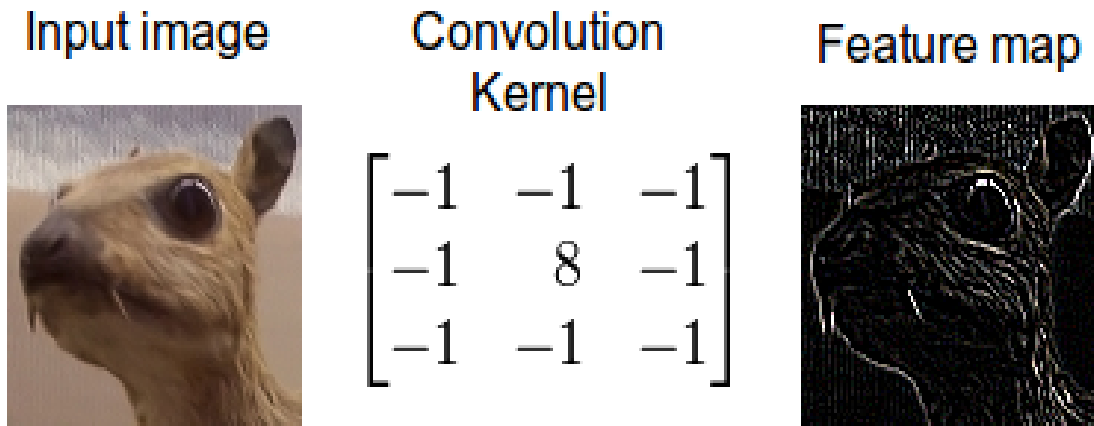 Input image
Convolution
Kernel
Feature map
−1 −1 −1
−1 8 −1
−1 −1 −1